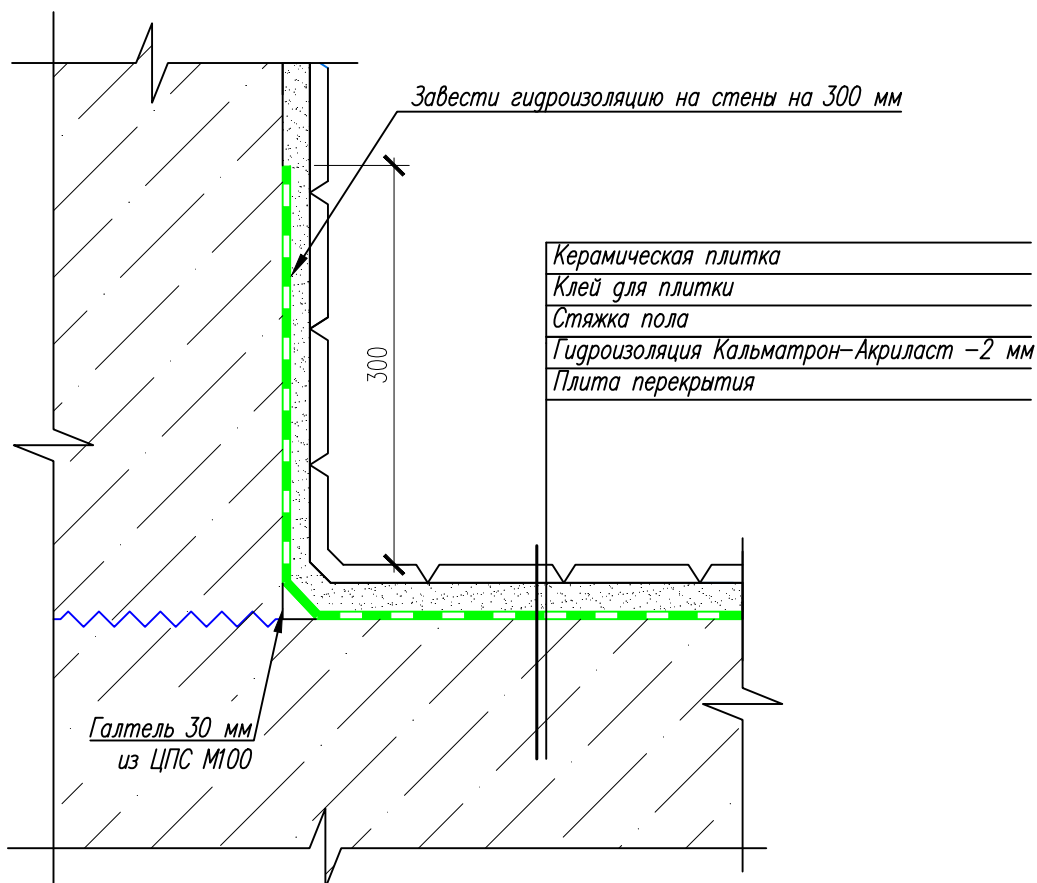 Завести гидроизоляцию на стены на 300 мм
Керамическая плитка
Клей для плитки
Стяжка пола
Гидроизоляция Кальматрон-Акриласт -2 мм
Плита перекрытия
300
Галтель 30 мм
из ЦПС М100